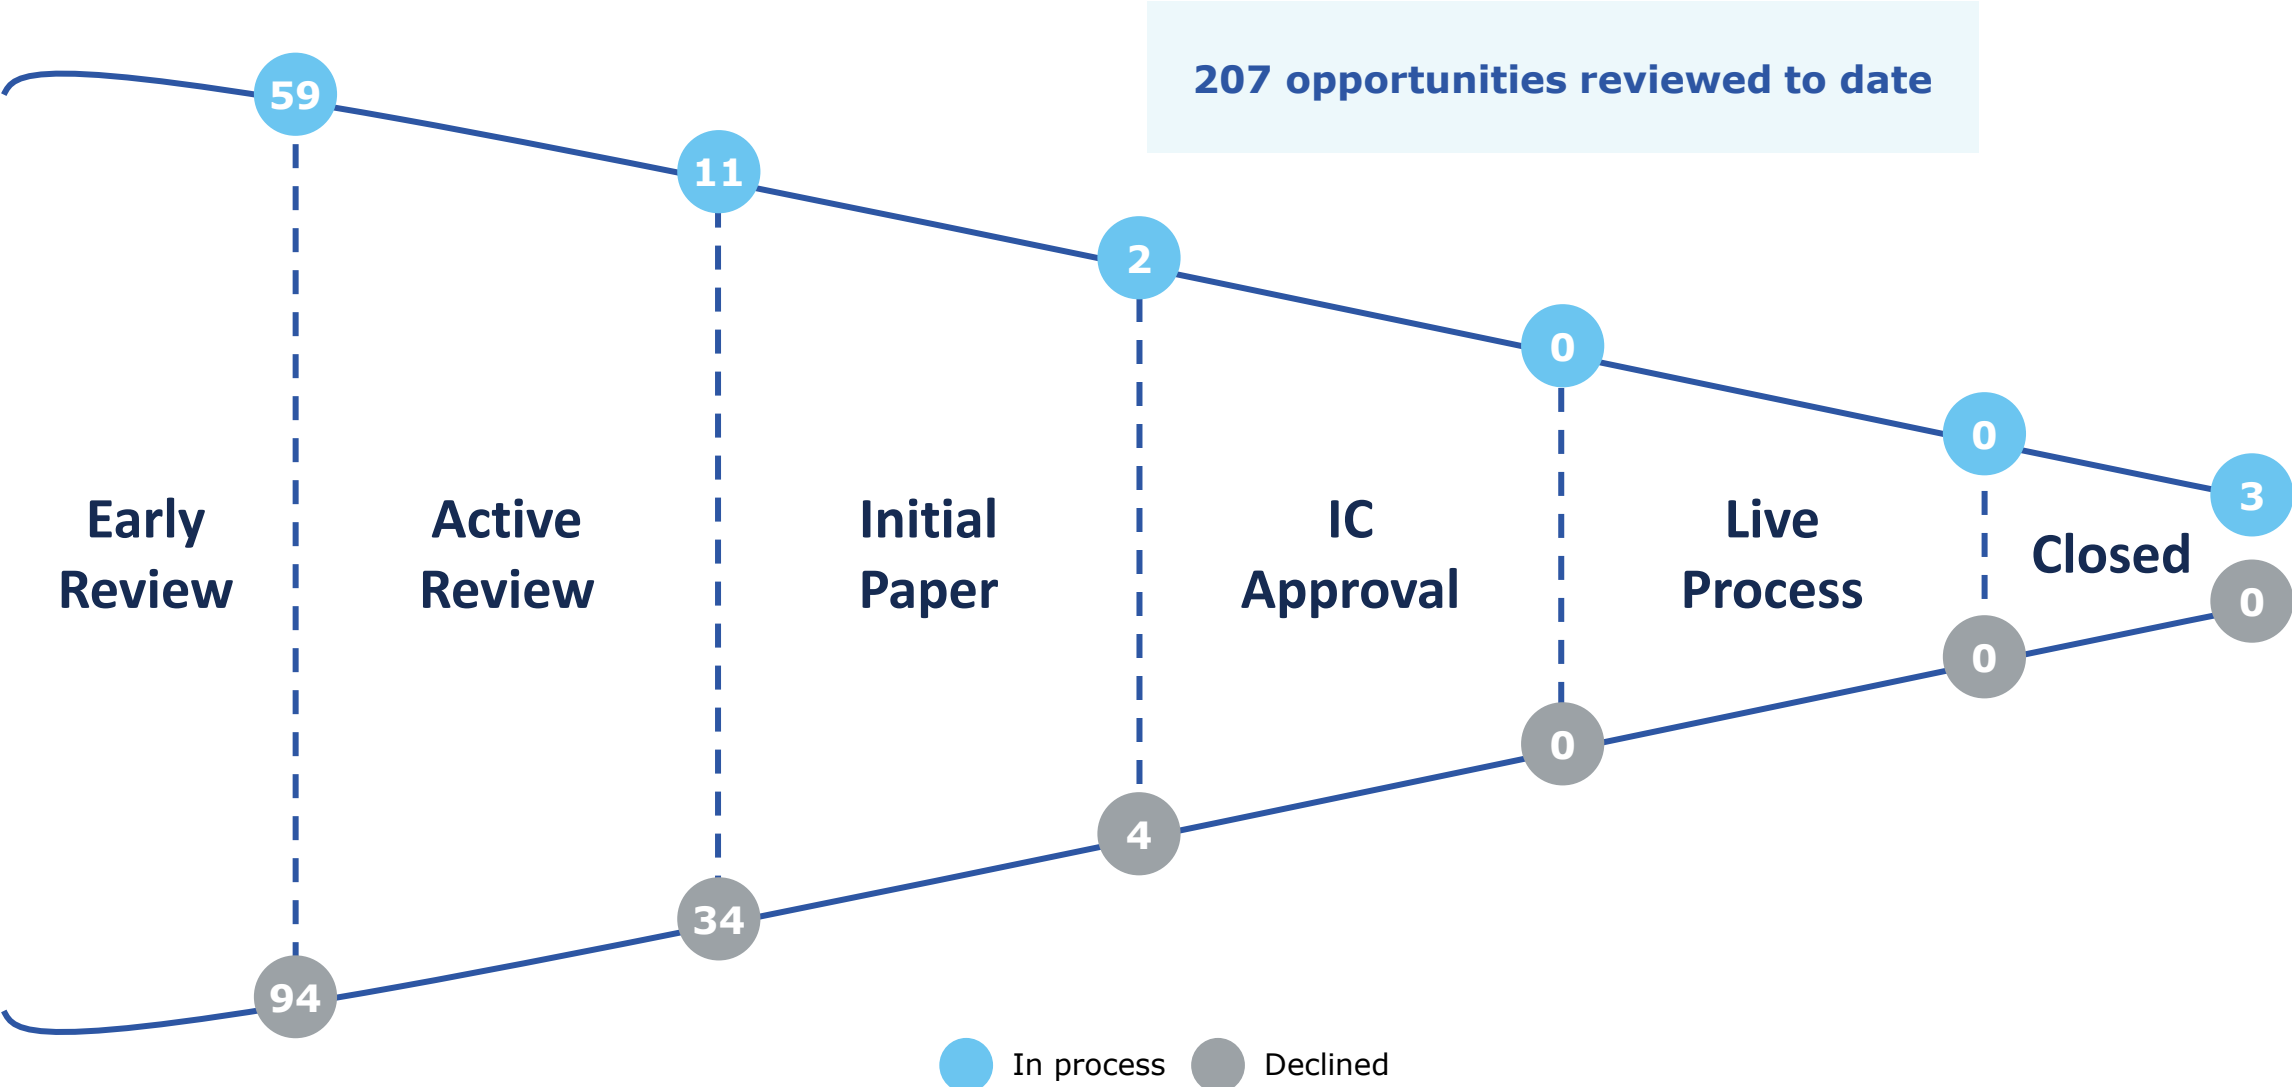 207 opportunities reviewed to date
59
11
2
0
0
3
Early
Review
Active
Review
Initial
Paper
IC
Approval
Live
Process
Closed
94
34
4
0
0
0
In process
Declined